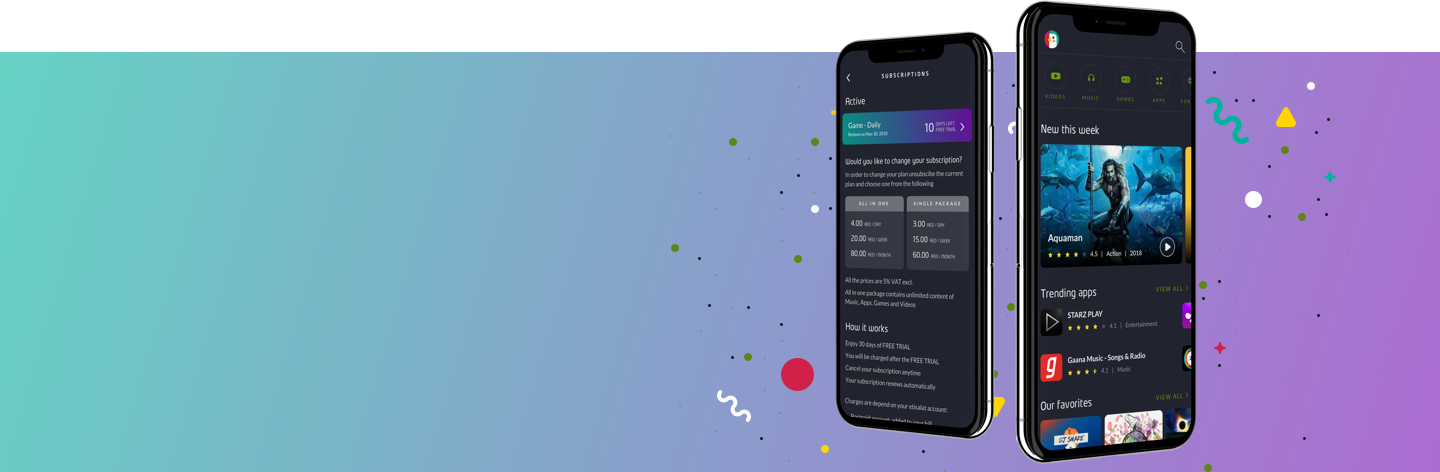 SUBSCRIPTIONS
Active
Game - Daily
Renews on Nov 30, 2018
10 DAYS LEFT
FREE TRIAL
Would you like to change your subscription?
In order to change your plan unsubscibe the current
plan and choose one from the following
ALL IN ONE
4.00 AED / DAY
20.00 AED / WEEK
80.00 AED / MONTH
SINGLE PACKAGE
3.00 AED / DAY
15.00 AED / WEEK
60.00 AED / MONTH
All the prices are 5% VAT excl.
All in one package contains unlimited content of
Music, Apps, Games and Videos
How it works
Enjoy 30 days of FREE TRIAL
You will be charged after the FREE TRIAL
Cancel your subscription anytime
Your subscription renews automatically
Charges are depend on your etisalat account:
VIDEOS
MUSIC
GAMES
APPS
FOR
New this week
Aquaman
4.5 | Action | 2018
Trending apps
VIEW ALL
STARZ PLAY
4.1 | Entertainment
g
Gaana Music - Songs & Radio
4.1 | Music
Our favorites
VIEW ALL
DJ SNAKE